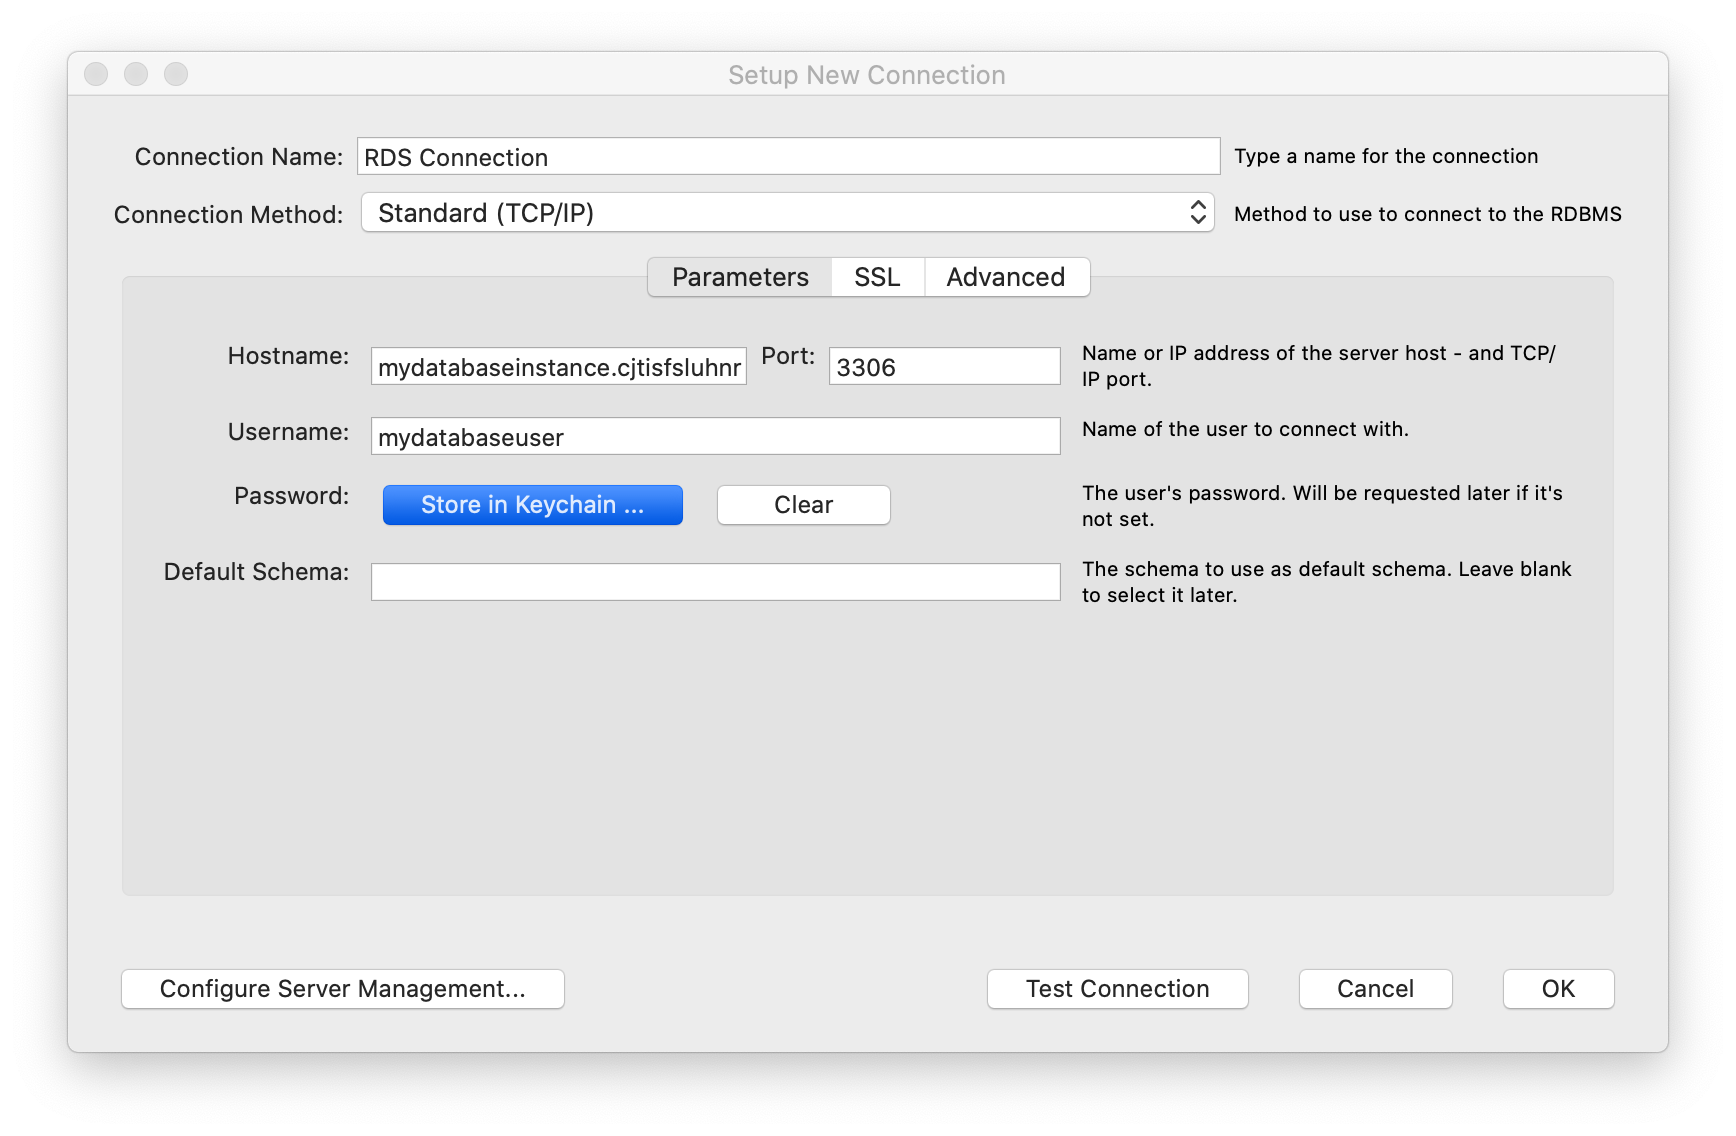 Setup New Connection
Connection Name: RDS Connection Type a name for the connection
Connection Method: Standard (TCP/IP) Method to use to connect to the RDBMS
Parameters SSL Advanced
Hostname: mydatabaseinstance.cjtisfsluhnr Port: 3306 Name or IP address of the server host - and TCP/
IP port.
Username: mydatabaseuser Name of the user to connect with.
Password: Store in Keychain ... Clear The user's password. Will be requested later if it's
not set.
Default Schema: The schema to use as default schema. Leave blank
to select it later.
Configure Server Management... Test Connection Cancel OK